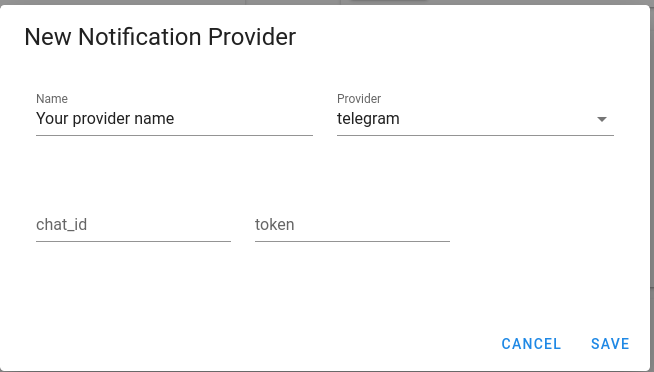 New Notification Provider
Name Provider
Your provider name telegram
chat_id token
CANCEL SAVE